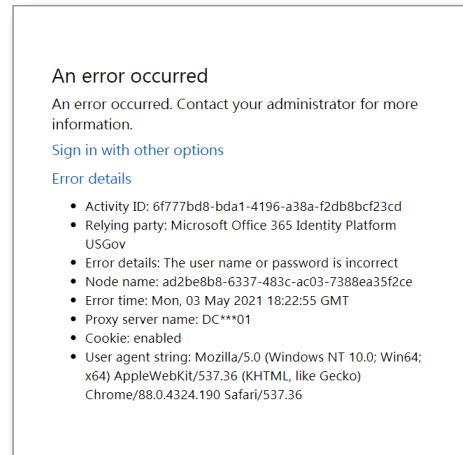 An error occurred
An error occurred. Contact your administrator for more
information.
Sign in with other options
Error details
• Activity ID: 6f777bd8-bda1-4196-a38a-f2db8bcf23cd
• Relying party: Microsoft Office 365 Identity Platform
USGov
• Error details: The user name or password is incorrect
• Node name: ad2be8b8-6337-483c-ac03-7388ea35f2ce
• Error time: Mon, 03 May 2021 18:22:55 GMT
• Proxy server name: DC***01
• Cookie: enabled
• User agent string: Mozilla/5.0 (Windows NT 10.0; Win64;
x64) AppleWebKit/537.36 (KHTML, like Gecko)
Chrome/88.0.4324.190 Safari/537.36